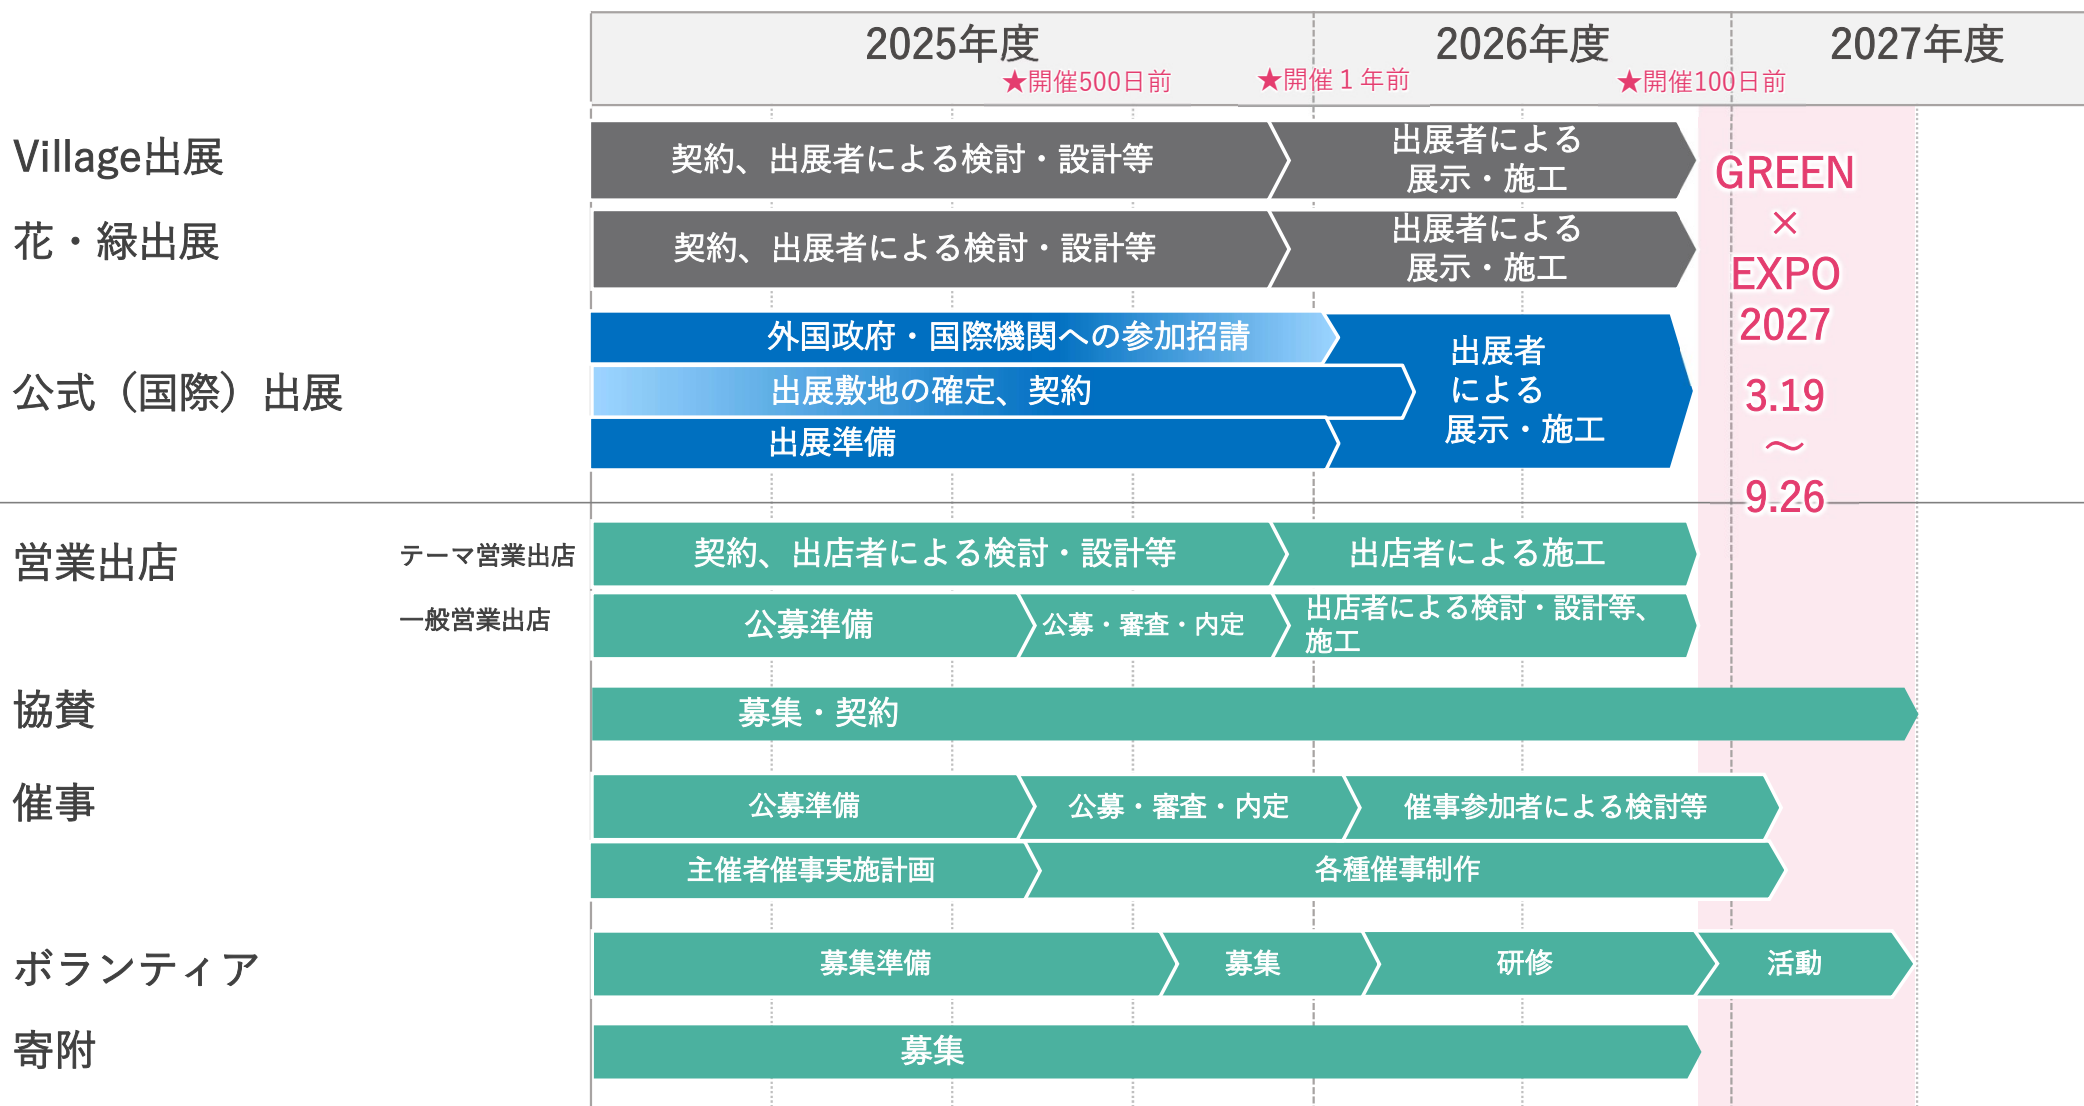 2025年度
2026年度
2027年度
★開催500日前
★開催１年前
★開催100日前
Village出展
契約、出展者による検討・設計等
出展者による
展示・施工
花・緑出展
契約、出展者による検討・設計等
出展者による
展示・施工
公式（国際）出展
外国政府・国際機関への参加招請
出展敷地の確定、契約
出展準備
出展者
による
展示・施工
GREEN
×
EXPO
2027
3.19
～
9.26
営業出店
テーマ営業出店
契約、出店者による検討・設計等
出店者による施工
一般営業出店
公募準備
公募・審査・内定
出店者による検討・設計等、
施工
協賛
募集・契約
催事
公募準備
公募・審査・内定
催事参加者による検討等
主催者催事実施計画
各種催事制作
ボランティア
募集準備
募集
研修
活動
寄附
募集